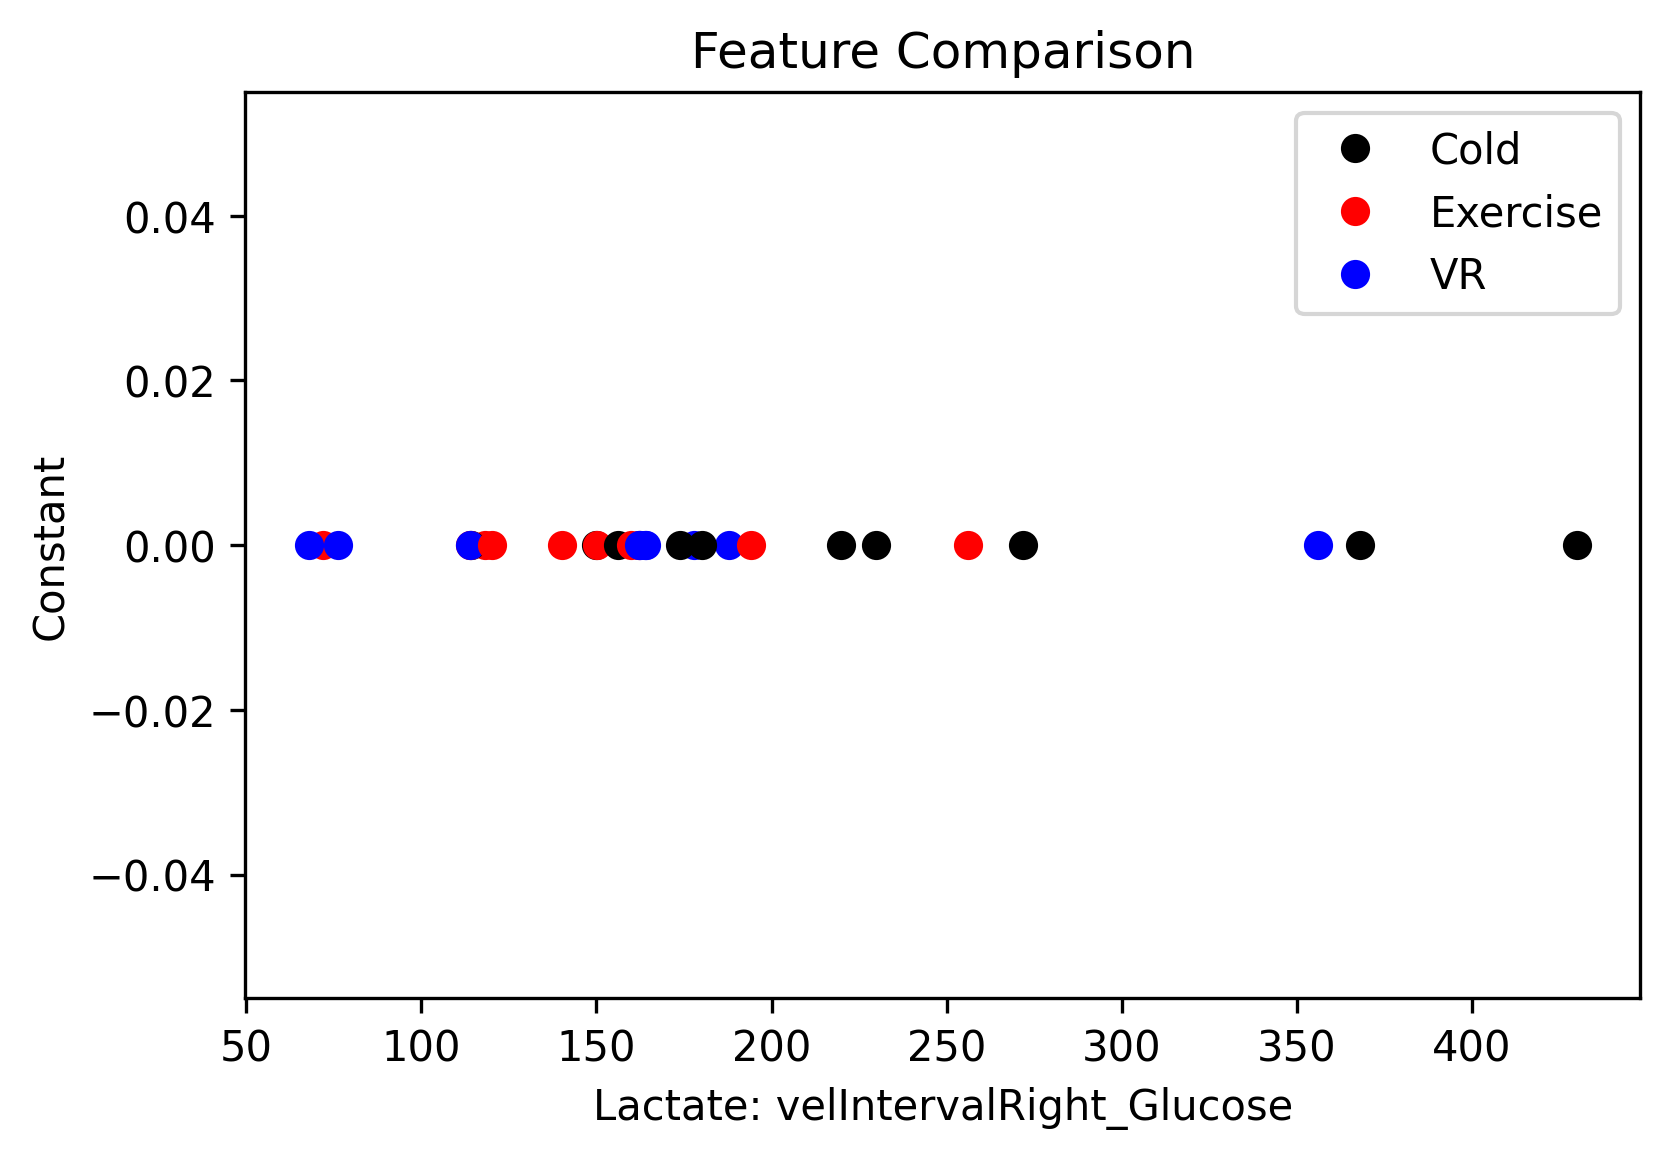 Feature Comparison
Cold
Exercise
VR
0.04
0.02
0.00
−0.02
−0.04
Constant
50 100 150 200 250 300 350 400
Lactate: velIntervalRight_Glucose